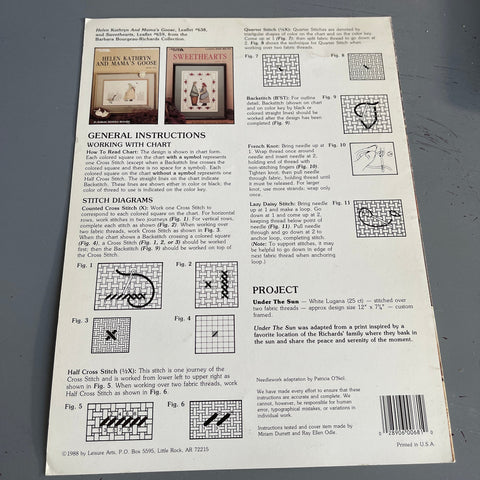 Helen Kathryn And Mama's Goose, Leaflet #638,
and Sweethearts, Leaflet #659, from the
Barbara Bourgeau-Richards Collection.
HELEN KATHRYN
AND MAMA'S GOOSE
SWEETHEARTS
GENERAL INSTRUCTIONS
WORKING WITH CHART
How To Read Chart: The design is shown in chart form.
Each colored square on the chart with a symbol represents
one Cross Stitch (except when a Backstitch line crosses the
colored square and there is no space for a symbol). Each
colored square on the chart without a symbol represents one
Half Cross Stitch. The straight lines on the chart indicate
Backstitch. These lines are shown either in color or black; the
color of thread to use is indicated on the color key.
STITCH DIAGRAMS
Counted Cross Stitch (X): Work one Cross Stitch to
correspond to each colored square on the chart. For horizontal
rows, work stitches in two journeys (Fig. 1). For vertical rows,
complete each stitch as shown (Fig. 2). When working over
two fabric threads, work Cross Stitch as shown in Fig. 3.
When the chart shows a Backstitch crossing a colored square
(Fig. 4), a Cross Stitch (Fig. 1, 2, or 3) should be worked
first; then the Backstitch (Fig. 9) should be worked on top of
the Cross Stitch.
Fig. 1
Fig. 2
Fig. 3
Fig. 4
Half Cross Stitch (½X): This stitch is one journey of the
Cross Stitch and is worked from lower left to upper right as
shown in Fig. 5. When working over two fabric threads, work
Half Cross Stitch as shown in Fig. 6.
Fig. 5
Fig. 6
©1988 by Leisure Arts, P.O. Box 5595, Little Rock, AR 72215
Quarter Stitch (¼X): Quarter Stitches are denoted by
triangular shapes of color on the chart and on the color
key. Come up at 1 (Fig. 7); then split fabric thread to go down at
2. Fig. 8 shows the technique for Quarter Stitch when
working over two fabric threads.
Fig. 7
Fig. 8
Backstitch (B'ST): For outline
detail, Backstitch (shown on chart
and on color key by black or
colored straight lines) should be
worked after the design has been
completed (Fig. 9).
Fig. 9
French Knot: Bring needle up at
1. Wrap thread once around
needle and insert needle at 2,
holding end of thread with
non-stitching fingers (Fig. 10).
Tighten knot, then pull needle
through fabric, holding thread until
it must be released. For larger
knot, use more strands; wrap only
once.
Fig. 10
Lazy Daisy Stitch: Bring needle
up at 1 and make a loop. Go
down at 1 and come up at 2,
keeping thread below point of
needle (Fig. 11). Pull needle
through and go down at 2 to
anchor loop, completing stitch.
(Note: To support stitches, it may
be helpful to go down in edge of
next fabric thread when anchoring
loop.)
Fig. 11
PROJECT
Under The Sun — White Lugana (25 ct) — stitched over
two fabric threads — approx design size 12" x 7⅞" — custom
framed.
Under The Sun was adapted from a print inspired by a
favorite location of the Richards' family where they bask in
the sun and share the peace and serenity of the moment.
Needlework adaptation by Patricia O'Neil.
We have made every effort to ensure that these
instructions are accurate and complete. We
cannot, however, be responsible for human
error, typographical mistakes, or variations in
individual work.
Instructions tested and cover item made by
Miriam Durrett and Ray Ellen Odle.
0 28906 00681 0
Printed in U.S.A.